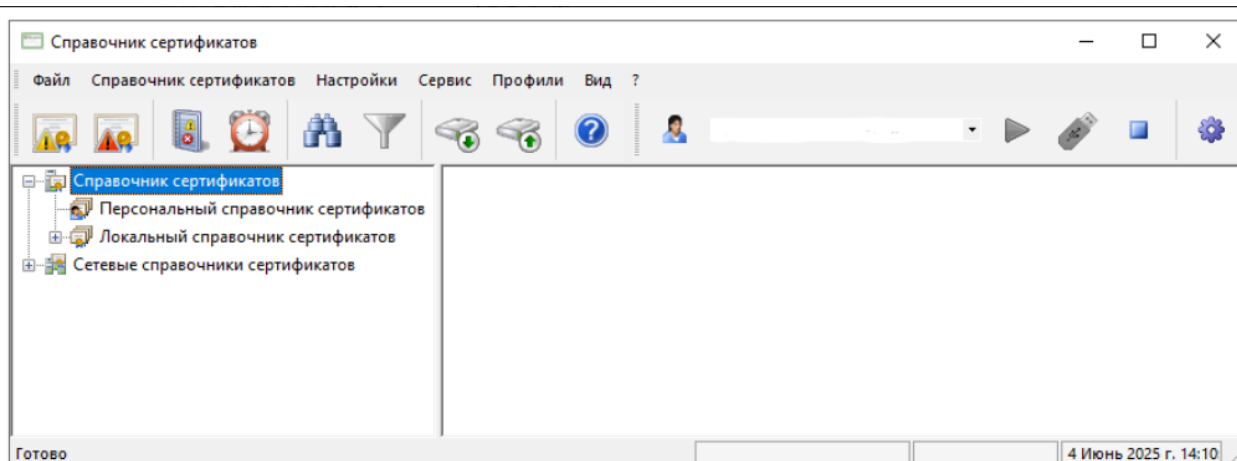 Справочник сертификатов
Файл Справочник сертификатов Настройки Сервис Профили Вид ?
Справочник сертификатов
Персональный справочник сертификатов
Локальный справочник сертификатов
Сетевые справочники сертификатов
Готово 4 Июнь 2025 г. 14:10